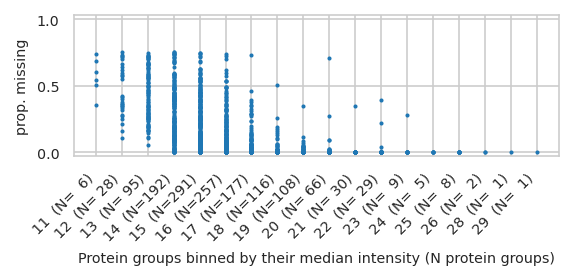 prop. missing
1.0
0.5
0.0
11 (N= 6)
12 (N= 28)
13 (N= 95)
14 (N=192)
15 (N=291)
16 (N=257)
17 (N=177)
18 (N=116)
19 (N=108)
20 (N= 66)
21 (N= 30)
22 (N= 29)
23 (N= 9)
24 (N= 5)
25 (N= 8)
26 (N= 2)
28 (N= 1)
29 (N= 1)
Protein groups binned by their median intensity (N protein groups)